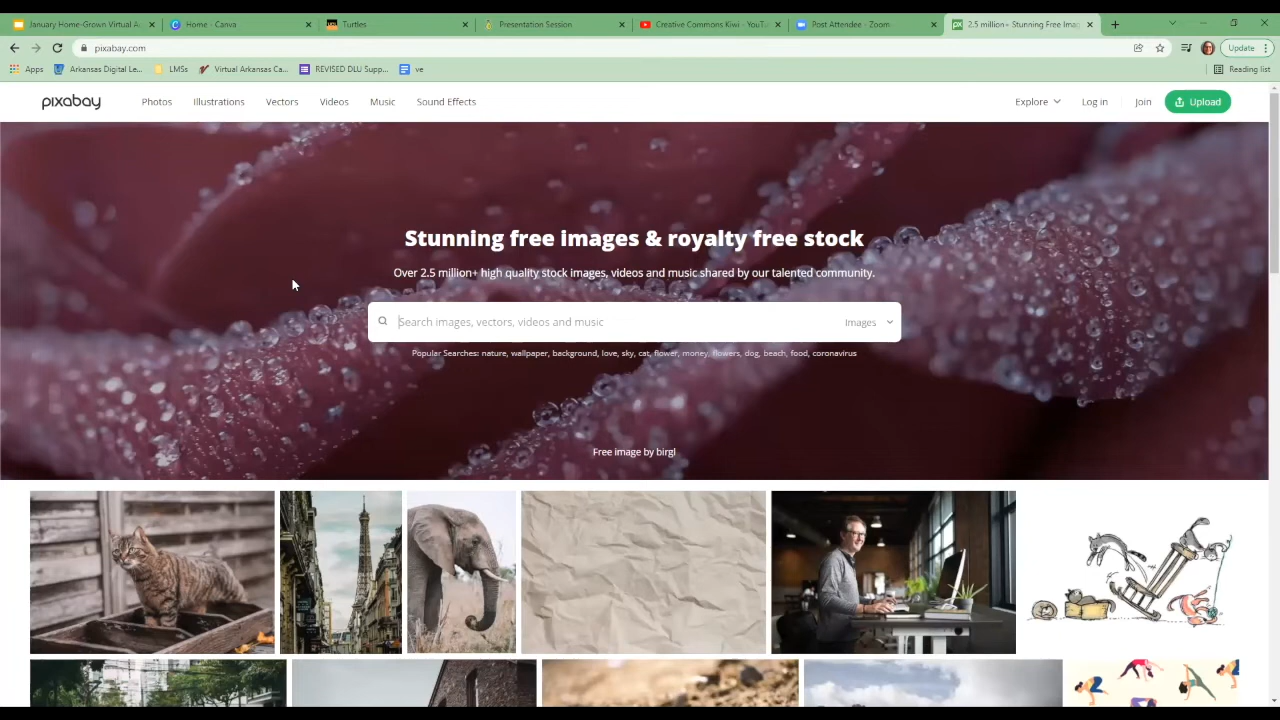 January Home-Grown Virtual A
Home - Canva
Turtles
Presentation Session
Creative Commons Kiwi - YouTu
Post Attendee - Zoom
2.5 million+ Stunning Free Imag
pixabay.com
Update
Apps
Arkansas Digital Le...
LMSs
Virtual Arkansas Ca...
REVISED DLU Supp...
ve
Reading list
pixabay
Photos
Illustrations
Vectors
Videos
Music
Sound Effects
Explore
Log in
Join
Upload
Stunning free images & royalty free stock
Over 2.5 million+ high quality stock images, videos and music shared by our talented community.
Search images, vectors, videos and music
Images
Popular Searches: nature, wallpaper, background, love, sky, cat, flower, money, flowers, dog, beach, food, coronavirus
Free image by birgl